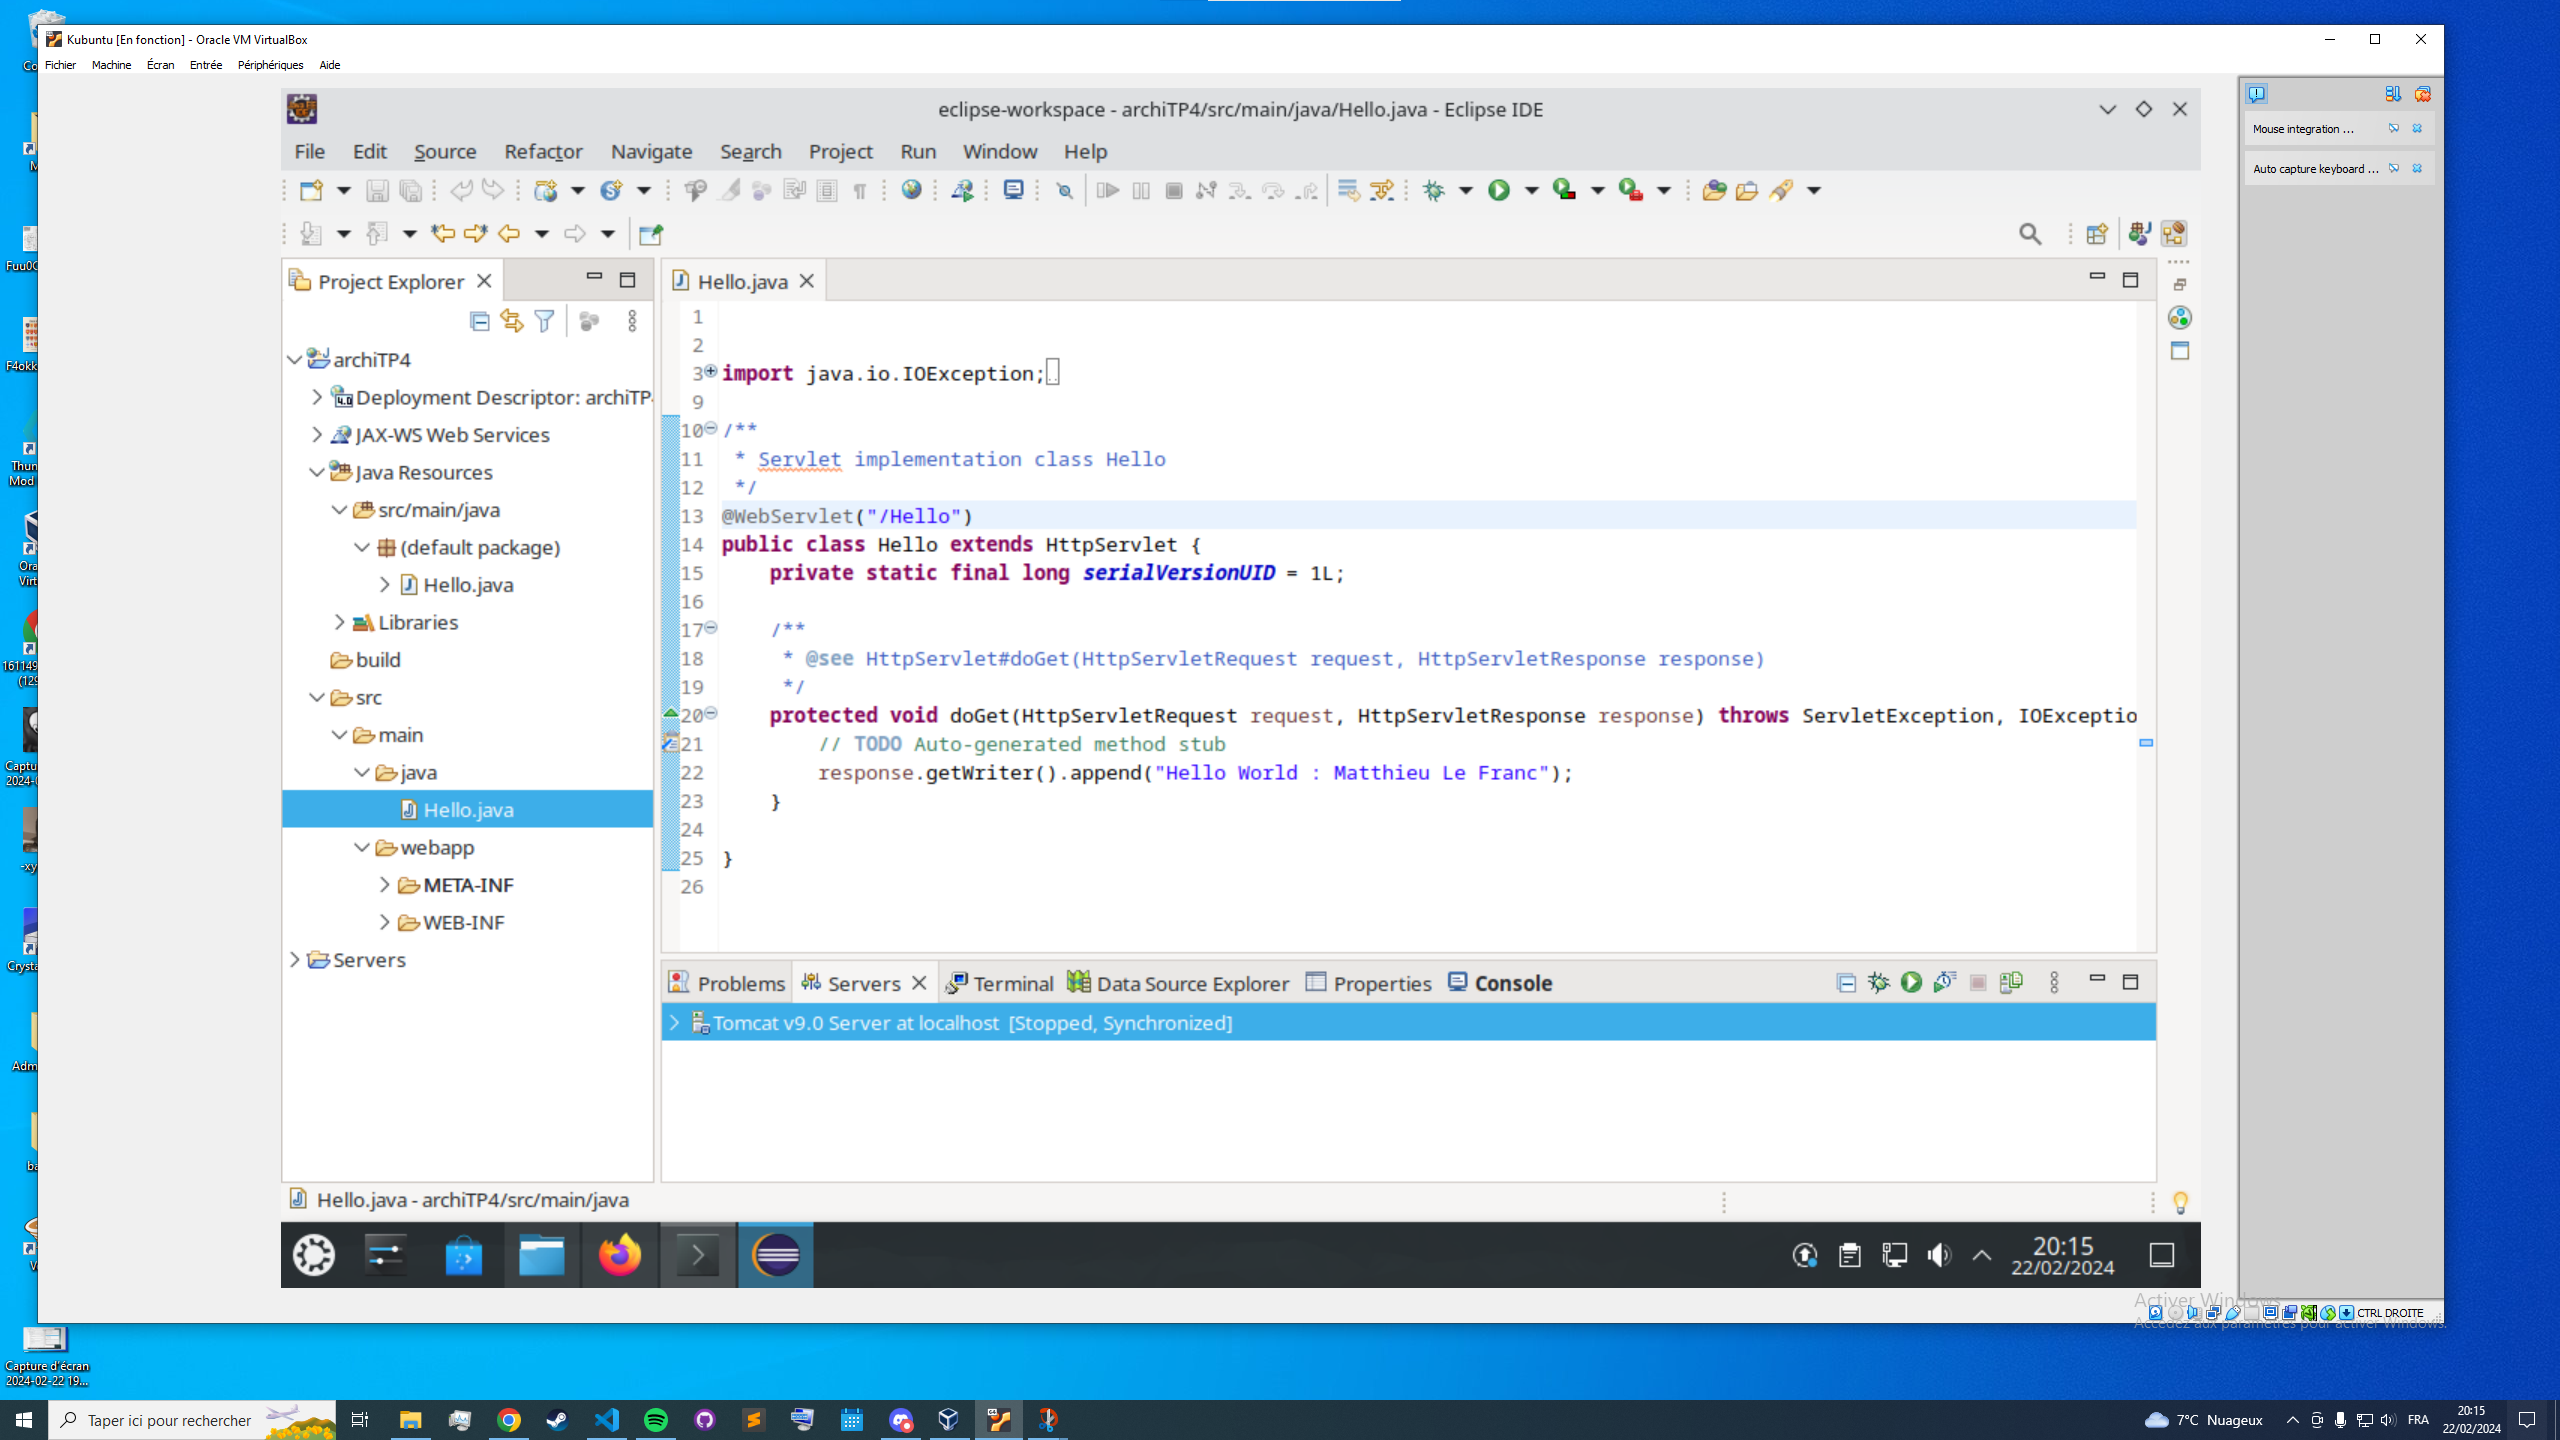 Kubuntu [En fonction] - Oracle VM VirtualBox
Fichier Machine Écran Entrée Périphériques Aide
eclipse-workspace - archiTP4/src/main/java/Hello.java - Eclipse IDE
File Edit Source Refactor Navigate Search Project Run Window Help
Mouse integration ...
Auto capture keyboard ...
Project Explorer
archiTP4
Deployment Descriptor: archiTP4
JAX-WS Web Services
Java Resources
src/main/java
(default package)
Hello.java
Libraries
build
src
main
java
Hello.java
webapp
META-INF
WEB-INF
Servers
Hello.java
1
2
3 import java.io.IOException;
9
10 /**
11 * Servlet implementation class Hello
12 */
13 @WebServlet("/Hello")
14 public class Hello extends HttpServlet {
15 private static final long serialVersionUID = 1L;
16
17 /**
18 * @see HttpServlet#doGet(HttpServletRequest request, HttpServletResponse response)
19 */
20 protected void doGet(HttpServletRequest request, HttpServletResponse response) throws ServletException, IOExceptio
21 // TODO Auto-generated method stub
22 response.getWriter().append("Hello World : Matthieu Le Franc");
23 }
24
25 }
26
Problems Servers Terminal Data Source Explorer Properties Console
Tomcat v9.0 Server at localhost [Stopped, Synchronized]
Hello.java - archiTP4/src/main/java
20:15
22/02/2024
Activer Windows
Accédez aux paramètres pour activer Windows.
CTRL DROITE
Capture d'écran
2024-02-22 19...
Taper ici pour rechercher
7°C Nuageux
FRA
20:15
22/02/2024